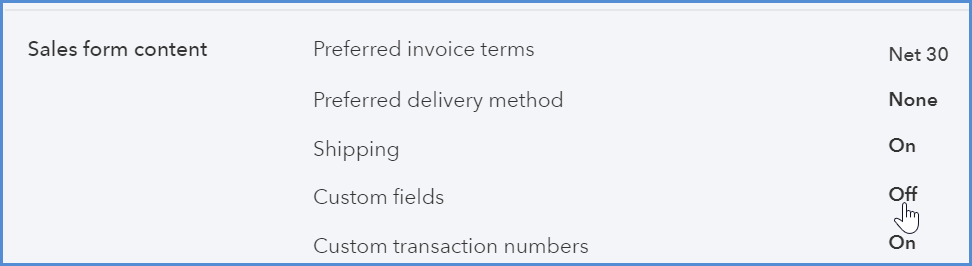 Sales form content Preferred invoice terms Net 30
Preferred delivery method None
Shipping On
Custom fields Off
Custom transaction numbers On